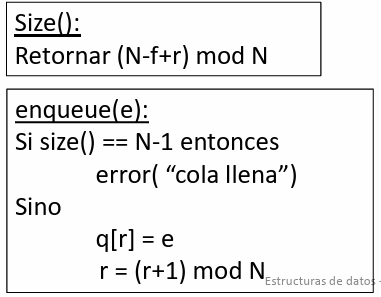 Size():
Retornar (N-f+r) mod N
enqueue(e):
Si size() == N-1 entonces
error( “cola llena”)
Sino
q[r] = e
r = (r+1) mod N
Estructuras de datos -